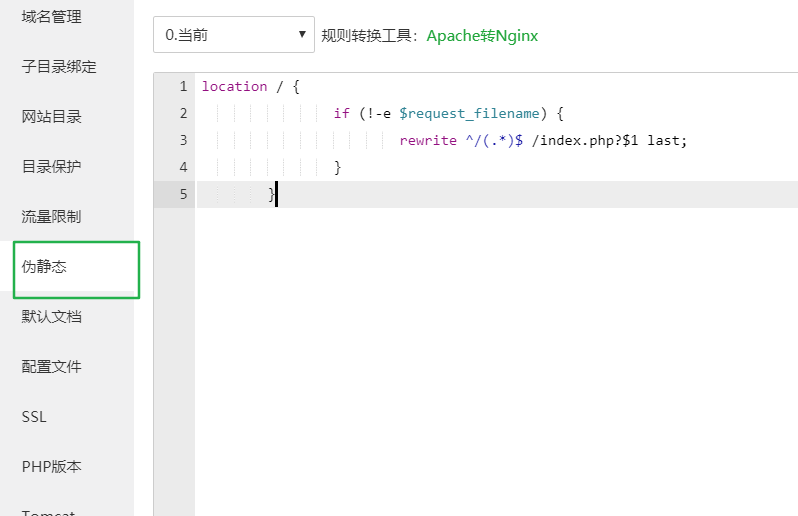 域名管理
子目录绑定
网站目录
目录保护
流量限制
伪静态
默认文档
配置文件
SSL
PHP版本
Tomcat
0.当前 规则转换工具：Apache转Nginx
1 location / {
2 if (!-e $request_filename) {
3 rewrite ^/(.*)$ /index.php?$1 last;
4 }
5 }